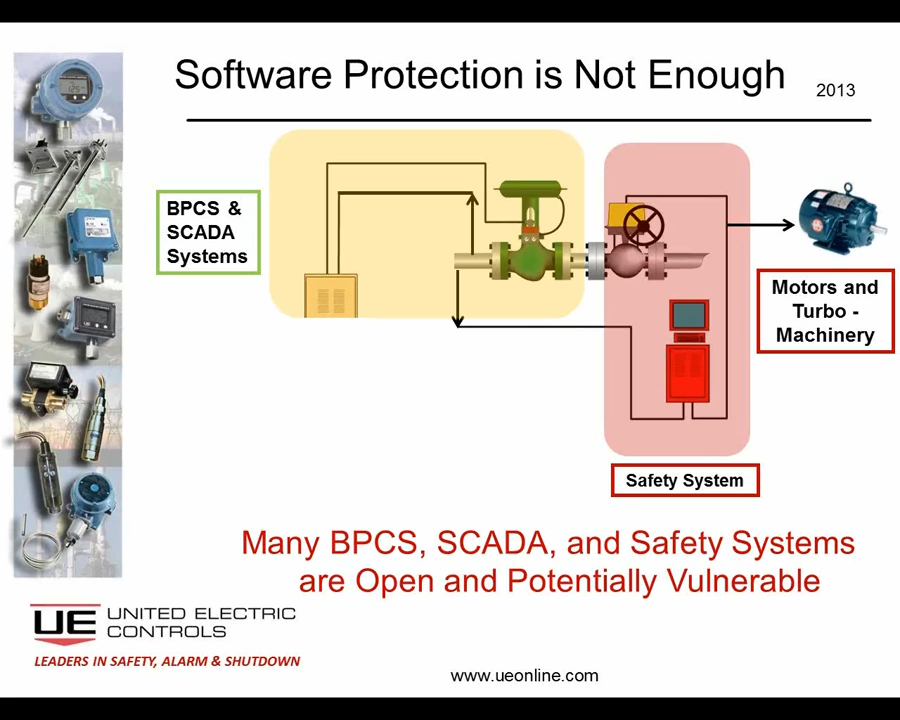 Software Protection is Not Enough
2013
BPCS &
SCADA
Systems
Motors and
Turbo -
Machinery
Safety System
Many BPCS, SCADA, and Safety Systems
are Open and Potentially Vulnerable
UE UNITED ELECTRIC
CONTROLS
LEADERS IN SAFETY, ALARM & SHUTDOWN
www.ueonline.com